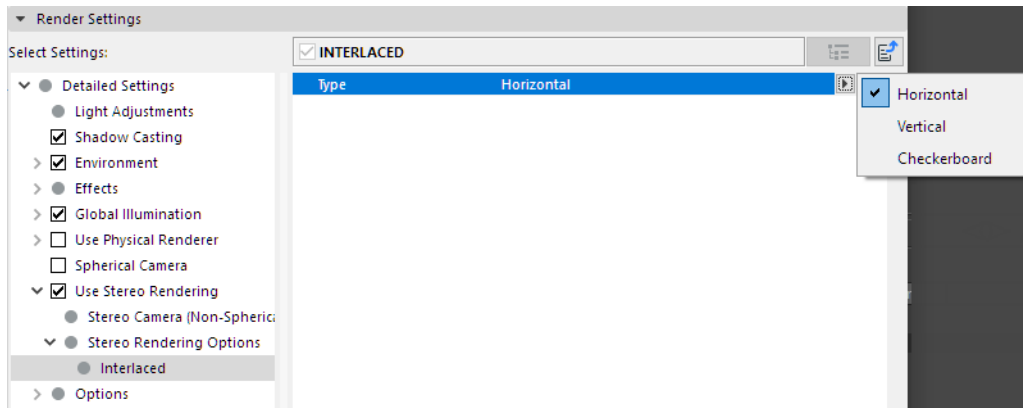 Render Settings
Select Settings:
INTERLACED
Detailed Settings
Light Adjustments
Shadow Casting
Environment
Effects
Global Illumination
Use Physical Renderer
Spherical Camera
Use Stereo Rendering
Stereo Camera (Non-Spherica
Stereo Rendering Options
Interlaced
Options
Type Horizontal
Horizontal
Vertical
Checkerboard